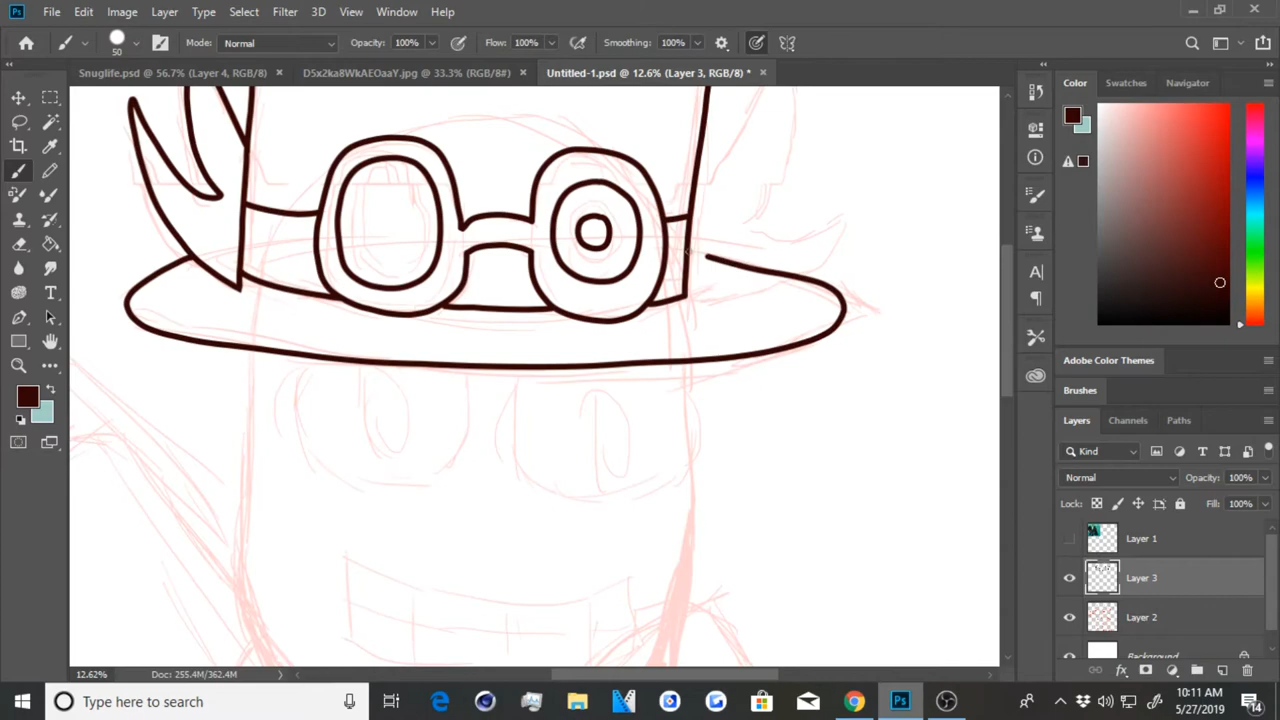 File Edit Image Layer Type Select Filter 3D View Window Help
50 Mode: Normal Opacity: 100% Flow: 100% Smoothing: 100%
Snuglife.psd @ 56.7% (Layer 4, RGB/8) D5x2ka8WkAEOaaY.jpg @ 33.3% (RGB/8#) Untitled-1.psd @ 12.6% (Layer 3, RGB/8) *
Color Swatches Navigator
Adobe Color Themes
Brushes
Layers Channels Paths
Kind
Normal Opacity: 100%
Lock: Fill: 100%
Layer 1
Layer 3
Layer 2
Background
12.62% Doc: 255.4M/362.4M
Type here to search
10:11 AM
5/27/2019
14